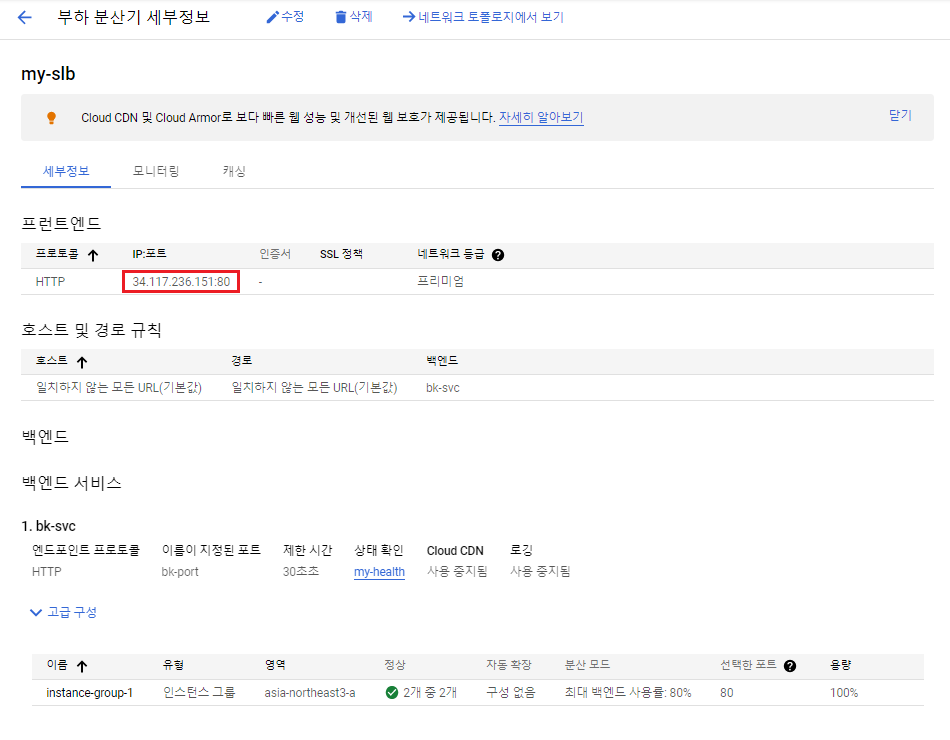 부하 분산기 세부정보 수정 삭제 네트워크 토폴로지에서 보기
my-slb
Cloud CDN 및 Cloud Armor로 보다 빠른 웹 성능 및 개선된 웹 보호가 제공됩니다. 자세히 알아보기 닫기
세부정보 모니터링 캐싱
프런트엔드
프로토콜 IP:포트 인증서 SSL 정책 네트워크 등급
HTTP 34.117.236.151:80 - 프리미엄
호스트 및 경로 규칙
호스트 경로 백엔드
일치하지 않는 모든 URL(기본값) 일치하지 않는 모든 URL(기본값) bk-svc
백엔드
백엔드 서비스
1. bk-svc
엔드포인트 프로토콜 이름이 지정된 포트 제한 시간 상태 확인 Cloud CDN 로깅
HTTP bk-port 30초초 my-health 사용 중지됨 사용 중지됨
고급 구성
이름 유형 영역 정상 자동 확장 분산 모드 선택한 포트 용량
instance-group-1 인스턴스 그룹 asia-northeast3-a 2개 중 2개 구성 없음 최대 백엔드 사용률: 80% 80 100%